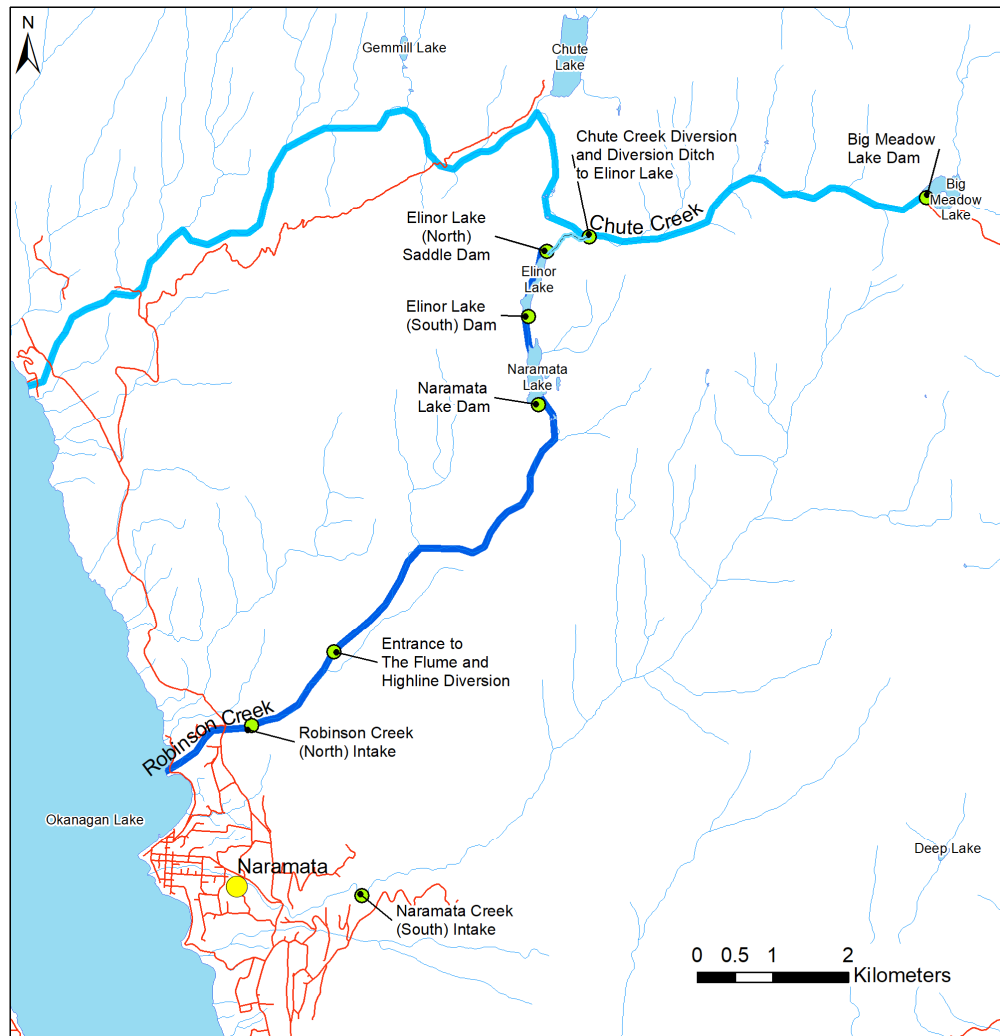 N
Gemmill Lake
Chute
Lake
Chute Creek Diversion
and Diversion Ditch
to Elinor Lake
Big Meadow
Lake Dam
Big
Meadow
Lake
Chute Creek
Elinor Lake
(North)
Saddle Dam
Elinor
Lake
Elinor Lake
(South) Dam
Naramata
Lake
Naramata
Lake Dam
Entrance to
The Flume and
Highline Diversion
Robinson Creek
Robinson Creek
(North) Intake
Okanagan Lake
Naramata
Deep Lake
Naramata Creek
(South) Intake
0 0.5 1 2
Kilometers